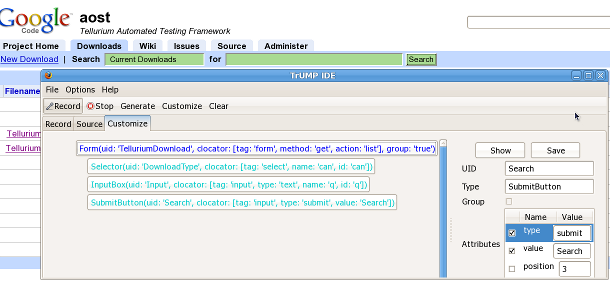 Google Code
aost
Tellurium Automated Testing Framework
Project Home Downloads Wiki Issues Source Administer
New Download | Search Current Downloads for Search
TrUMP IDE
Filename
File Options Help
Record Stop Generate Customize Clear
Record Source Customize
Tellurium
Tellurium
Form(uid: 'TelluriumDownload', clocator: [tag: 'form', method: 'get', action: 'list'], group: 'true')
Selector(uid: 'DownloadType', clocator: [tag: 'select', name: 'can', id: 'can'])
InputBox(uid: 'Input', clocator: [tag: 'input', type: 'text', name: 'q', id: 'q'])
SubmitButton(uid: 'Search', clocator: [tag: 'input', type: 'submit', value: 'Search'])
Show Save
UID Search
Type SubmitButton
Group
Attributes
Name Value
type submit
value Search
position 3